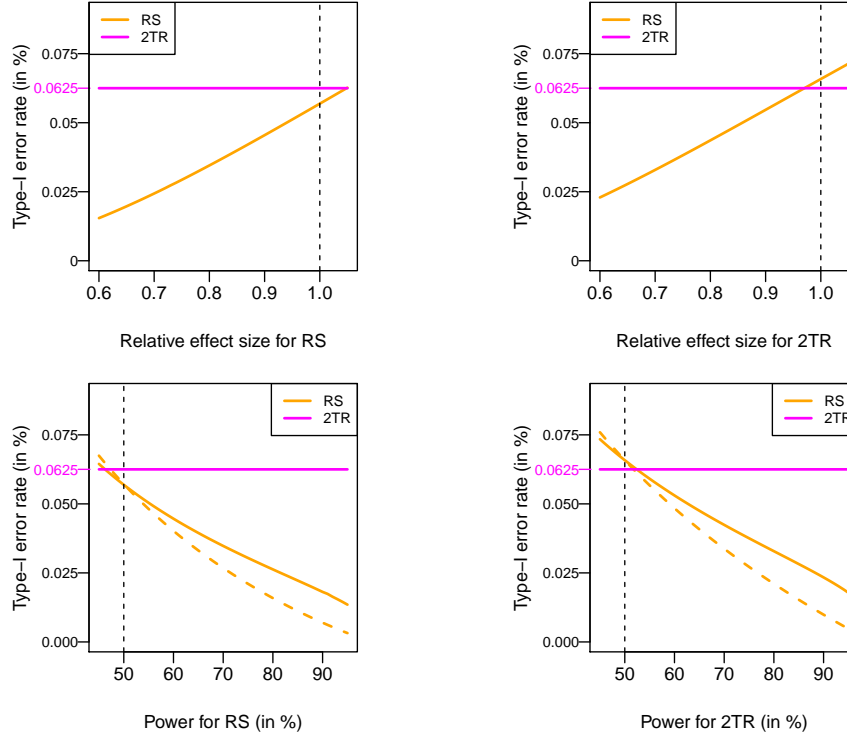 RS
2TR
Type−I error rate (in %)
0.075
0.0625
0.05
0.025
0
0.6 0.7 0.8 0.9 1.0
Relative effect size for RS
RS
2TR
Type−I error rate (in %)
0.075
0.0625
0.05
0.025
0
0.6 0.7 0.8 0.9 1.0
Relative effect size for 2TR
RS
2TR
Type−I error rate (in %)
0.075
0.0625
0.050
0.025
0.000
50 60 70 80 90
Power for RS (in %)
RS
2TR
Type−I error rate (in %)
0.075
0.0625
0.050
0.025
0.000
50 60 70 80 90
Power for 2TR (in %)